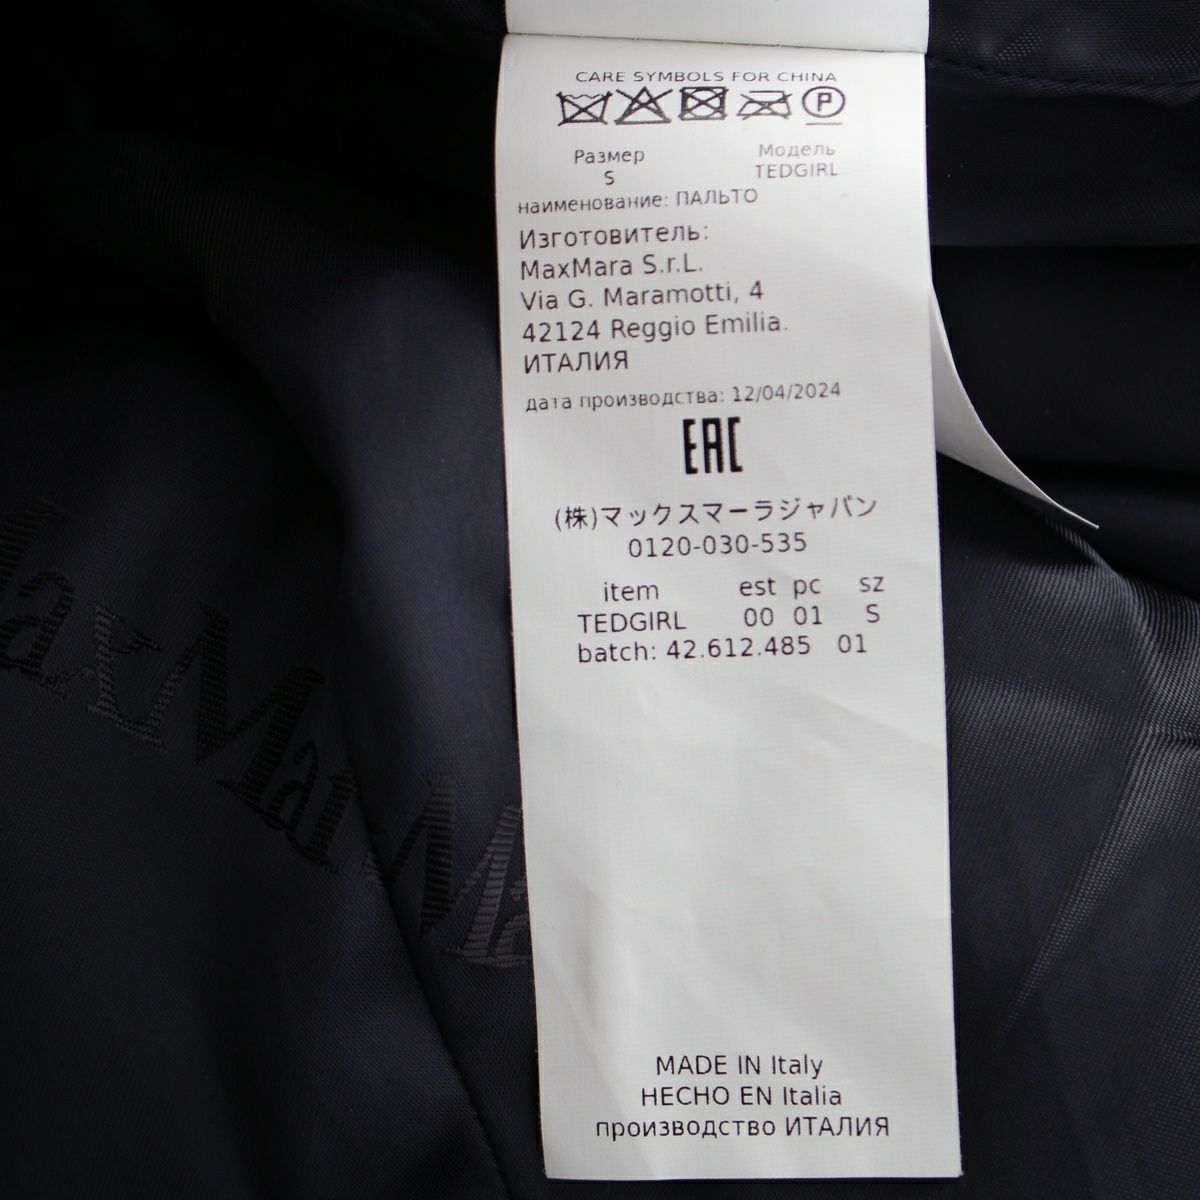 CARE SYMBOLS FOR CHINA
P
Размер Модель
S TEDGIRL
наименование: ПАЛЬТО
Изготовитель:
MaxMara S.r.L.
Via G. Maramotti, 4
42124 Reggio Emilia.
ИТАЛИЯ
дата производства: 12/04/2024
EAC
(株)マックスマーラジャパン
0120-030-535
item est pc sz
TEDGIRL 00 01 S
batch: 42.612.485 01
MADE IN Italy
HECHO EN Italia
производство ИТАЛИЯ
MaxMara